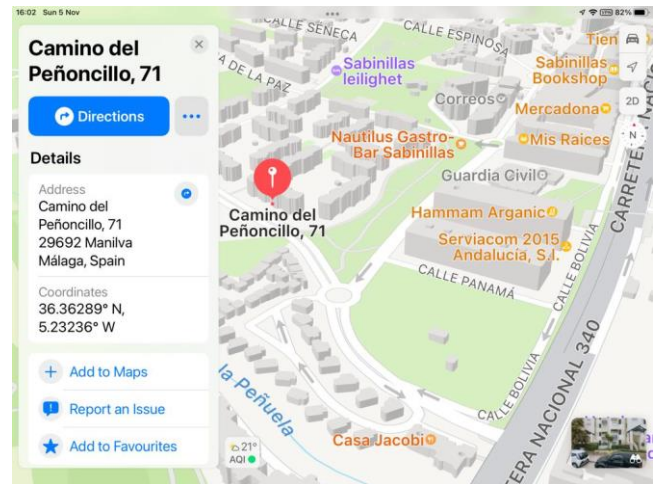 16:02 Sun 5 Nov
82%
Camino del
Peñoncillo, 71
Directions
Details
Address
Camino del
Peñoncillo, 71
29692 Manilva
Málaga, Spain
Coordinates
36.36289° N,
5.23236° W
Add to Maps
Report an Issue
Add to Favourites
CALLE SENECA
CALLE ESPINOSA
Tien
A DE LA PAZ
Sabinillas
leilighet
Sabinillas
Bookshop
2D
Correos
Mercadona
N
Nautilus Gastro-
Bar Sabinillas
Mis Raices
Guardia Civil
CARRETERA NACIO
Camino del
Peñoncillo, 71
Hammam Arganic
Serviacom 2015
Andalucía, S.l.
CALLE BOLIVIA
CALLE PANAMÁ
la Peñuela
CALLE BOLIVIA
TERA NACIONAL 340
Casa Jacobi
21°
AQI